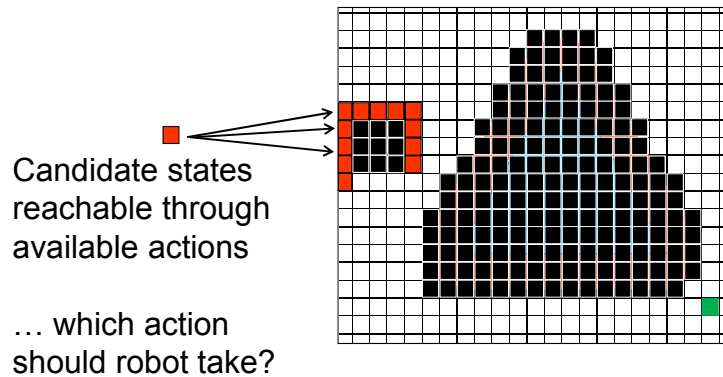 Candidate states
reachable through
available actions
… which action
should robot take?